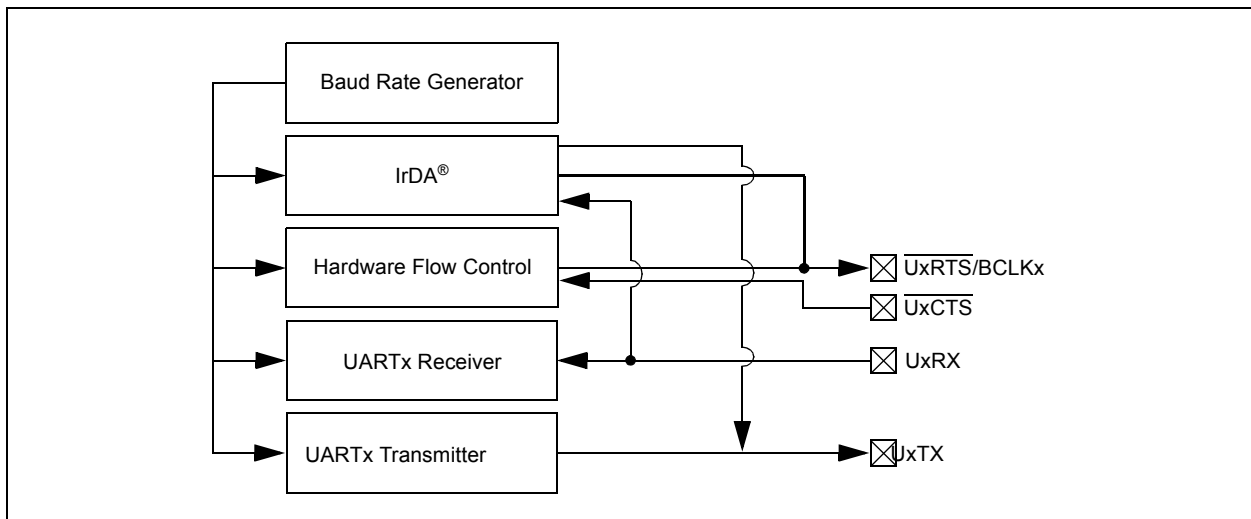 Baud Rate Generator
IrDA®
Hardware Flow Control
UxRTS/BCLKx
UxCTS
UARTx Receiver
UxRX
UARTx Transmitter
UxTX